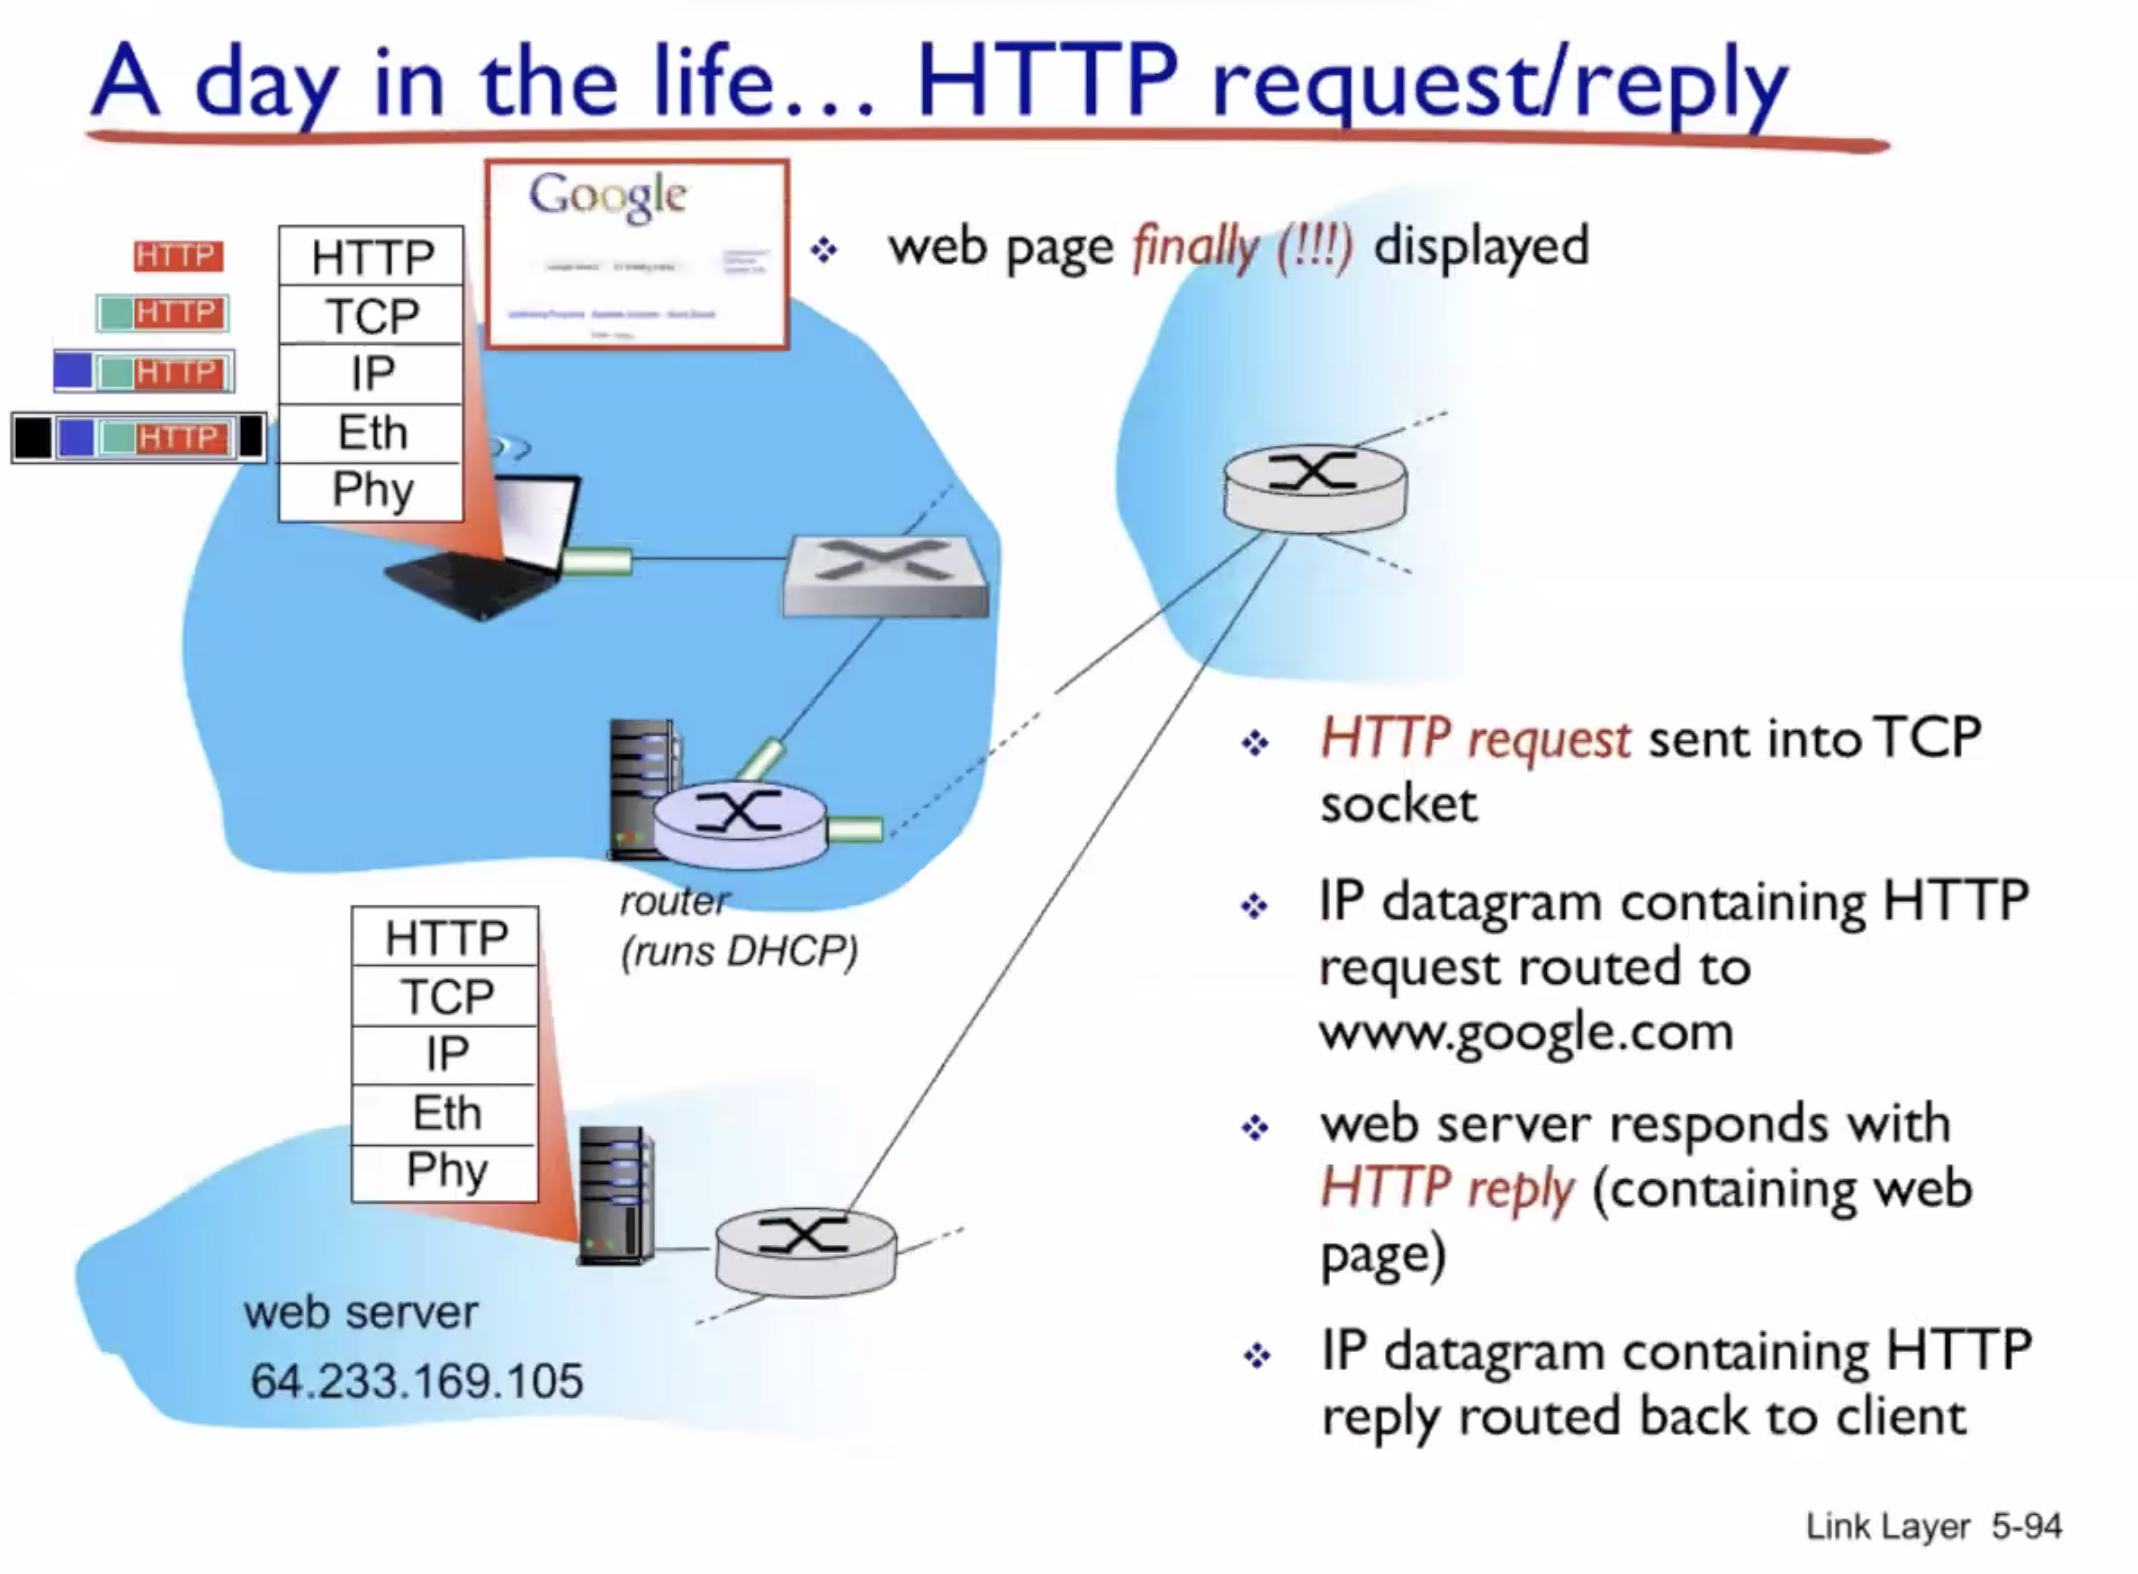 A day in the life... HTTP request/reply
Google
❖ web page finally (!!!) displayed
HTTP
HTTP
HTTP
HTTP
HTTP
TCP
IP
Eth
Phy
router
(runs DHCP)
HTTP
TCP
IP
Eth
Phy
web server
64.233.169.105
❖ HTTP request sent into TCP
socket
❖ IP datagram containing HTTP
request routed to
www.google.com
❖ web server responds with
HTTP reply (containing web
page)
❖ IP datagram containing HTTP
reply routed back to client
Link Layer 5-94